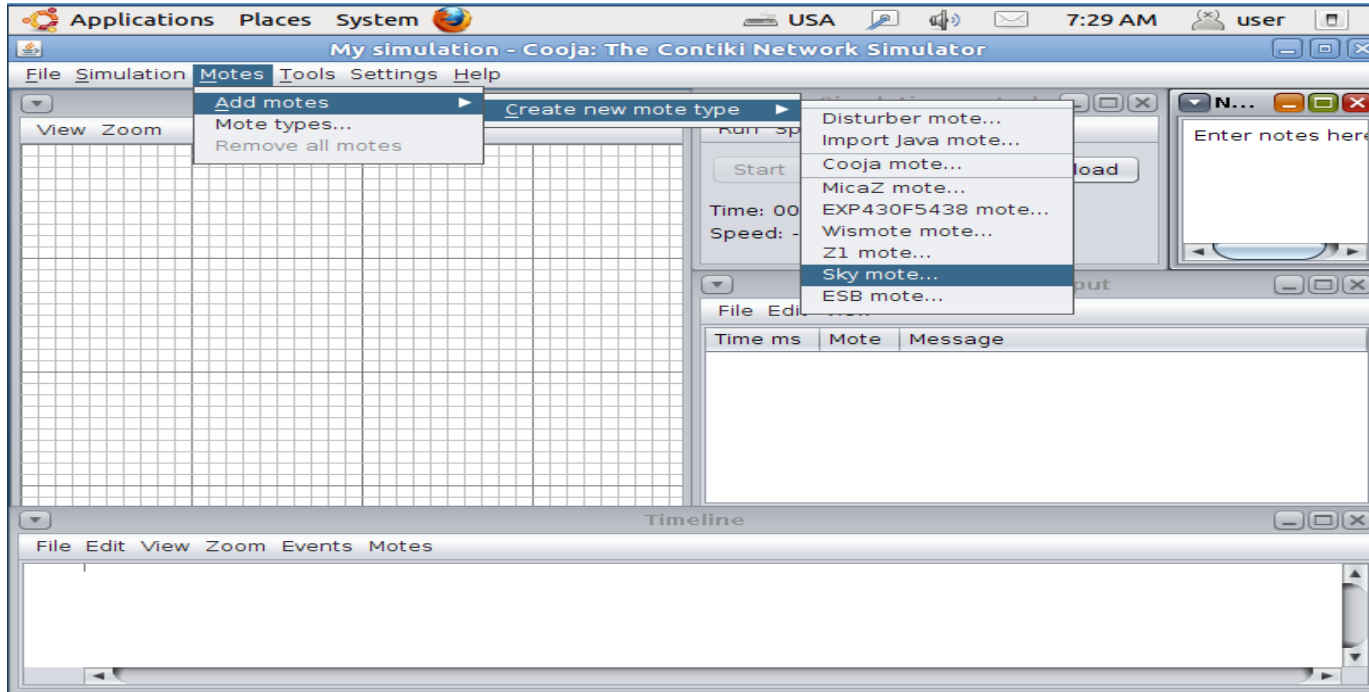 Applications Places System USA 7:29 AM user
My simulation - Cooja: The Contiki Network Simulator
File Simulation Motes Tools Settings Help
Add motes
Mote types...
Remove all motes
Create new mote type
Disturber mote...
Import Java mote...
Cooja mote...
MicaZ mote...
EXP430F5438 mote...
Wismote mote...
Z1 mote...
Sky mote...
ESB mote...
View Zoom
Run
Start
Time: 00
Speed: -
N...
Enter notes here
File
Time ms Mote Message
Timeline
File Edit View Zoom Events Motes